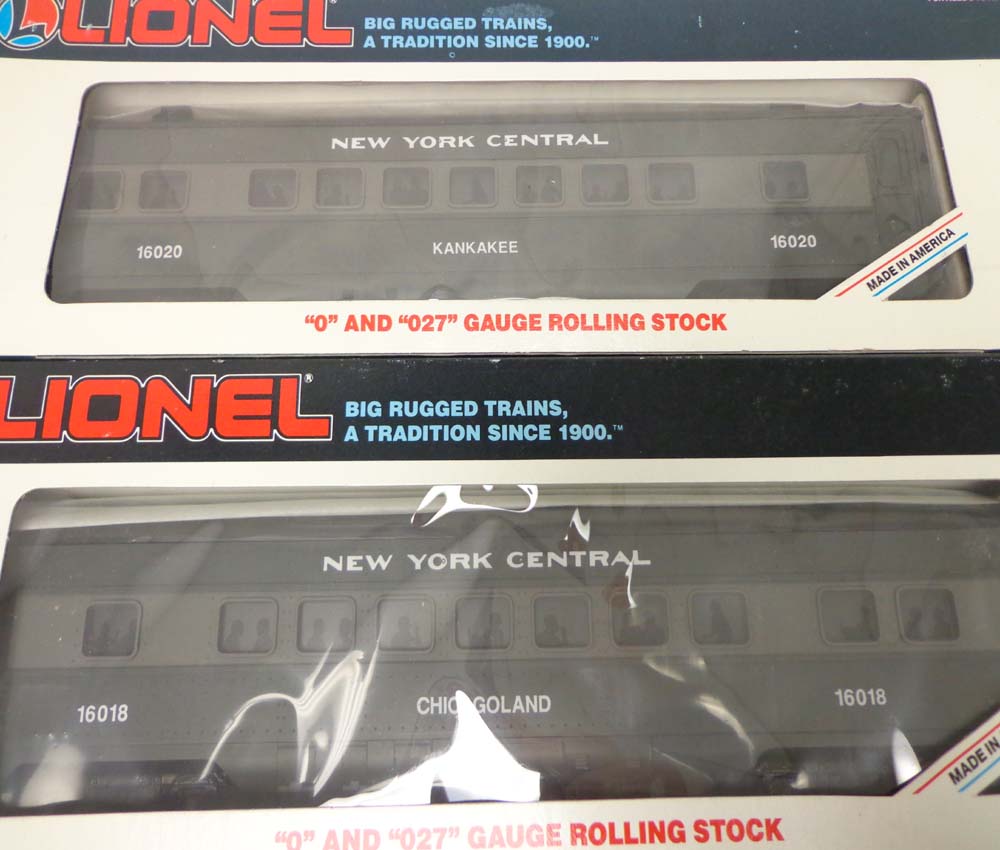 LIONEL
BIG RUGGED TRAINS,
A TRADITION SINCE 1900.™
NEW YORK CENTRAL
16020 KANKAKEE 16020
MADE IN AMERICA
"O" AND "027" GAUGE ROLLING STOCK
LIONEL®
BIG RUGGED TRAINS,
A TRADITION SINCE 1900.™
NEW YORK CENTRAL
16018 CHICAGOLAND 16018
MADE IN
"O" AND "027" GAUGE ROLLING STOCK